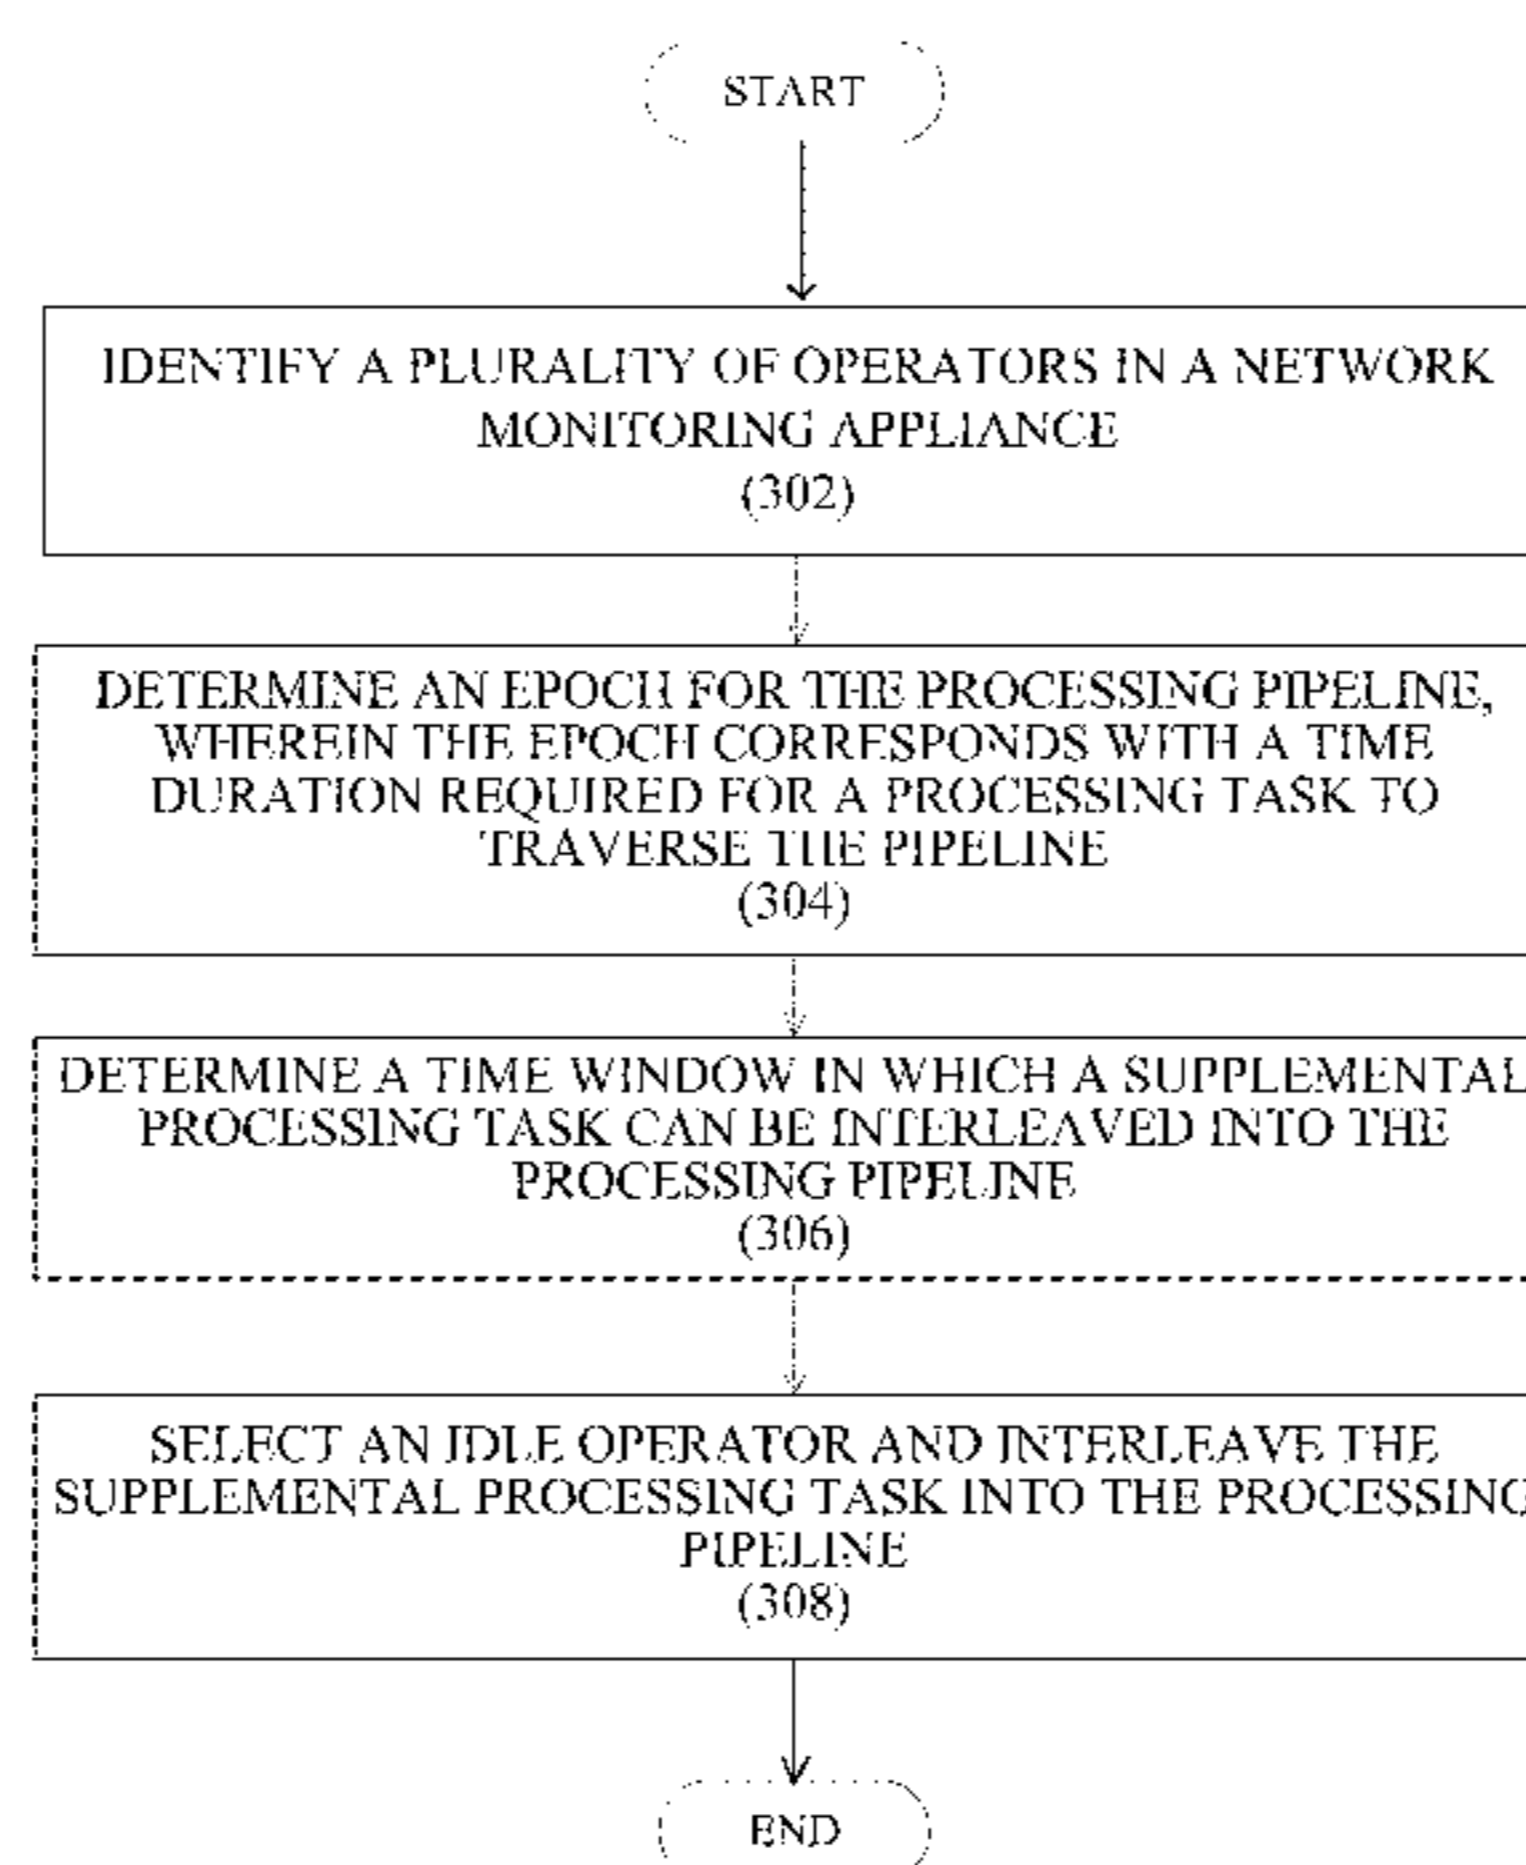 START
IDENTIFY A PLURALITY OF OPERATORS IN A NETWORK
MONITORING APPLIANCE
(302)
DETERMINE AN EPOCH FOR THE PROCESSING PIPELINE,
WHEREIN THE EPOCH CORRESPONDS WITH A TIME
DURATION REQUIRED FOR A PROCESSING TASK TO
TRAVERSE THE PIPELINE
(304)
DETERMINE A TIME WINDOW IN WHICH A SUPPLEMENTAL
PROCESSING TASK CAN BE INTERLEAVED INTO THE
PROCESSING PIPELINE
(306)
SELECT AN IDLE OPERATOR AND INTERLEAVE THE
SUPPLEMENTAL PROCESSING TASK INTO THE PROCESSING
PIPELINE
(308)
END